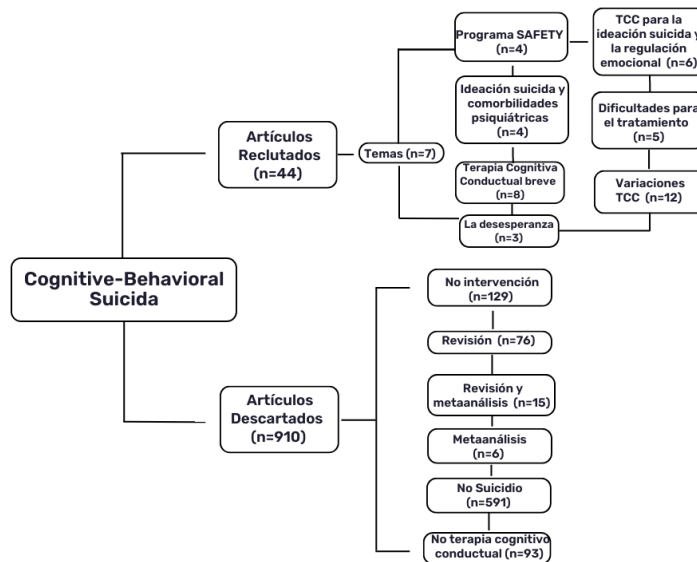 Cognitive-Behavioral
Suicida
Artículos
Reclutados
(n=44)
Temas (n=7)
Programa SAFETY
(n=4)
Ideación suicida y
comorbilidades
psiquiátricas
(n=4)
Terapia Cognitiva
Conductual breve
(n=8)
La desesperanza
(n=3)
TCC para la
ideación suicida y
la regulación
emocional (n=6)
Dificultades para
el tratamiento
(n=5)
Variaciones
TCC (n=12)
Artículos
Descartados
(n=910)
No intervención
(n=129)
Revisión (n=76)
Revisión y
metaanálisis (n=15)
Metaanálisis
(n=6)
No Suicidio
(n=591)
No terapia cognitivo
conductual (n=93)